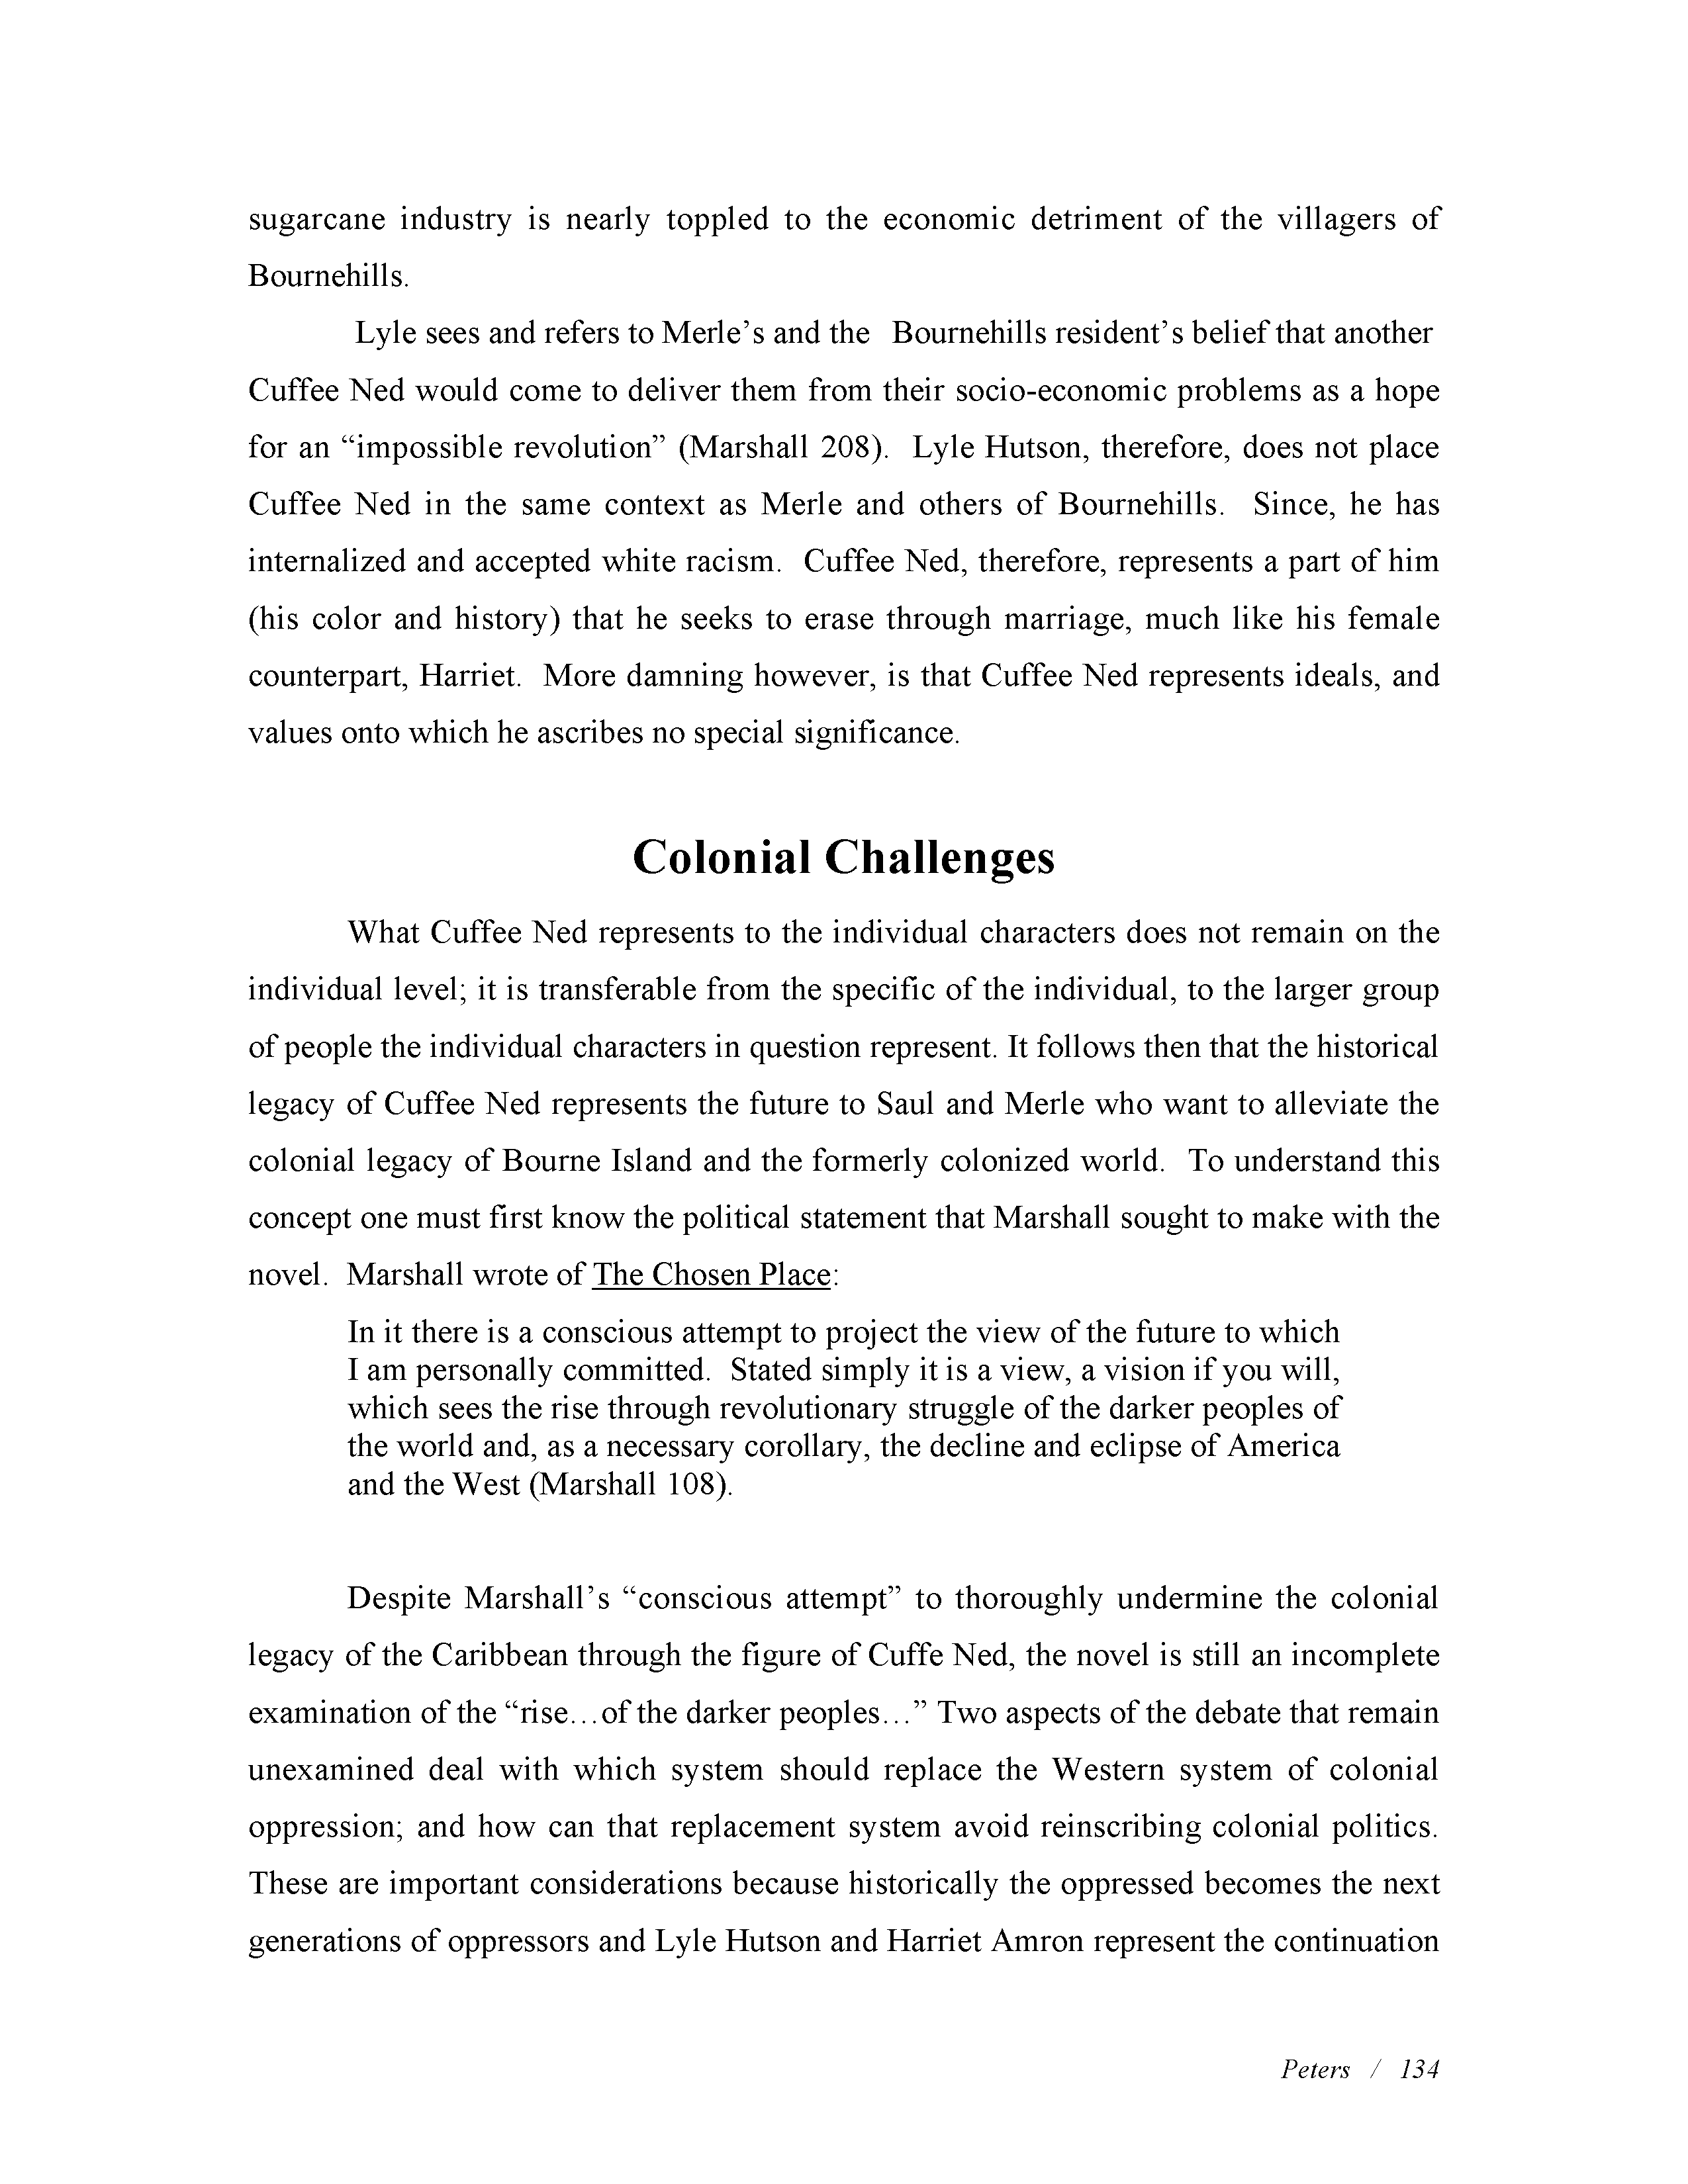 sugarcane industry is nearly toppled to the economic detriment of the villagers of
Bournehills.
Lyle sees and refers to Merle’s and the Bournehills resident’s belief that another
Cuffee Ned would come to deliver them from their socio-economic problems as a hope
for an “impossible revolution” (Marshall 208). Lyle Hutson, therefore, does not place
Cuffee Ned in the same context as Merle and others of Bournehills. Since, he has
internalized and accepted white racism. Cuffee Ned, therefore, represents a part of him
(his color and history) that he seeks to erase through marriage, much like his female
counterpart, Harriet. More damning however, is that Cuffee Ned represents ideals, and
values onto which he ascribes no special significance.
Colonial Challenges
What Cuffee Ned represents to the individual characters does not remain on the
individual level; it is transferable from the specific of the individual, to the larger group
of people the individual characters in question represent. It follows then that the historical
legacy of Cuffee Ned represents the future to Saul and Merle who want to alleviate the
colonial legacy of Bourne Island and the formerly colonized world. To understand this
concept one must first know the political statement that Marshall sought to make with the
novel. Marshall wrote of The Chosen Place:
In it there is a conscious attempt to project the view of the future to which
I am personally committed. Stated simply it is a view, a vision if you will,
which sees the rise through revolutionary struggle of the darker peoples of
the world and, as a necessary corollary, the decline and eclipse of America
and the West (Marshall 108).
Despite Marshall’s “conscious attempt” to thoroughly undermine the colonial
legacy of the Caribbean through the figure of Cuffe Ned, the novel is still an incomplete
examination of the “rise…of the darker peoples…” Two aspects of the debate that remain
unexamined deal with which system should replace the Western system of colonial
oppression; and how can that replacement system avoid reinscribing colonial politics.
These are important considerations because historically the oppressed becomes the next
generations of oppressors and Lyle Hutson and Harriet Amron represent the continuation
Peters / 134